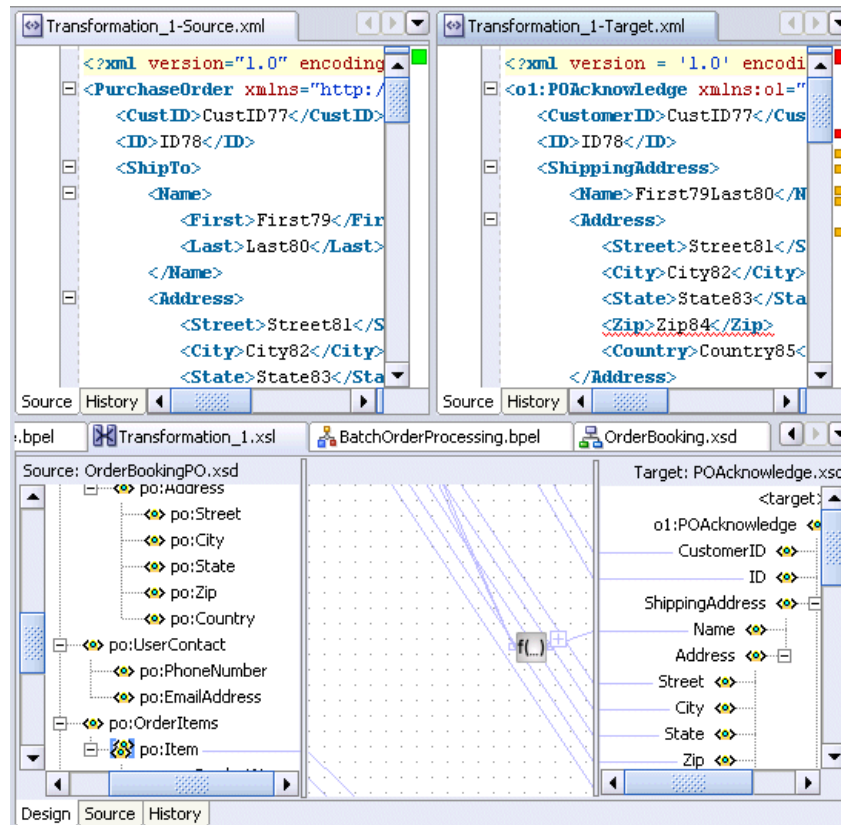 Transformation_1-Source.xml
<?xml version="1.0" encoding
<PurchaseOrder xmlns="http:/
<CustID>CustID77</CustID>
<ID>ID78</ID>
<ShipTo>
<Name>
<First>First79</Fir
<Last>Last80</Last>
</Name>
<Address>
<Street>Street81</S
<City>City82</City>
<State>State83</Sta
Source History
Transformation_1-Target.xml
<?xml version = '1.0' encodi
<o1:POAcknowledge xmlns:o1="
<CustomerID>CustID77</Cus
<ID>ID78</ID>
<ShippingAddress>
<Name>First79Last80</N
<Address>
<Street>Street81</S
<City>City82</City>
<State>State83</Sta
<Zip>Zip84</Zip>
<Country>Country85<
</Address>
Source History
.bpel Transformation_1.xsl BatchOrderProcessing.bpel OrderBooking.xsd
Source: OrderBookingPO.xsd
po:Address
po:Street
po:City
po:State
po:Zip
po:Country
po:UserContact
po:PhoneNumber
po:EmailAddress
po:OrderItems
po:Item
f(...)
Target: POAcknowledge.xsd
<target>
o1:POAcknowledge
CustomerID
ID
ShippingAddress
Name
Address
Street
City
State
Zip
Design Source History